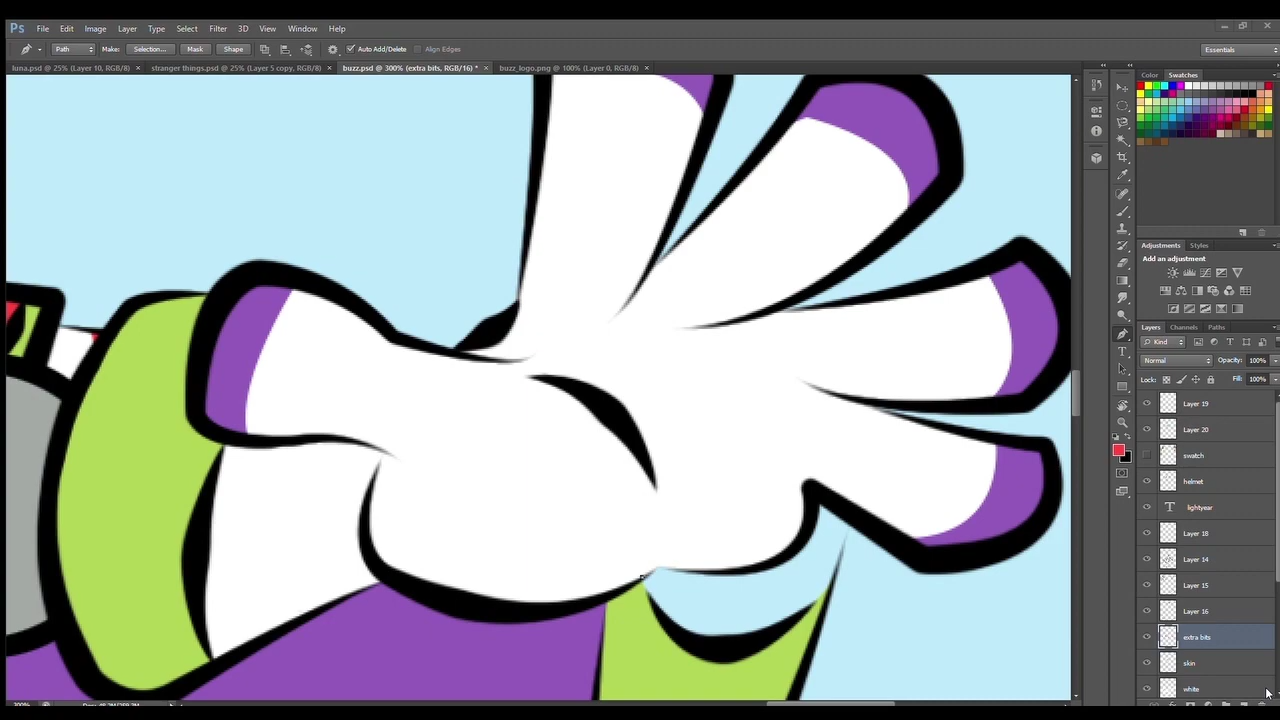 Ps File Edit Image Layer Type Select Filter 3D View Window Help
Path Make: Selection... Mask Shape Auto Add/Delete Align Edges Essentials
luna.psd @ 25% (Layer 10, RGB/8) × stranger things.psd @ 25% (Layer 5 copy, RGB/8) × buzz.psd @ 300% (extra bits, RGB/16) * × buzz_logo.png @ 100% (Layer 0, RGB/8) ×
Color Swatches
Adjustments Styles
Add an adjustment
Layers Channels Paths
Kind
Normal Opacity: 100%
Lock: Fill: 100%
Layer 19
Layer 20
swatch
helmet
T lightyear
Layer 18
Layer 14
Layer 15
Layer 16
extra bits
skin
white